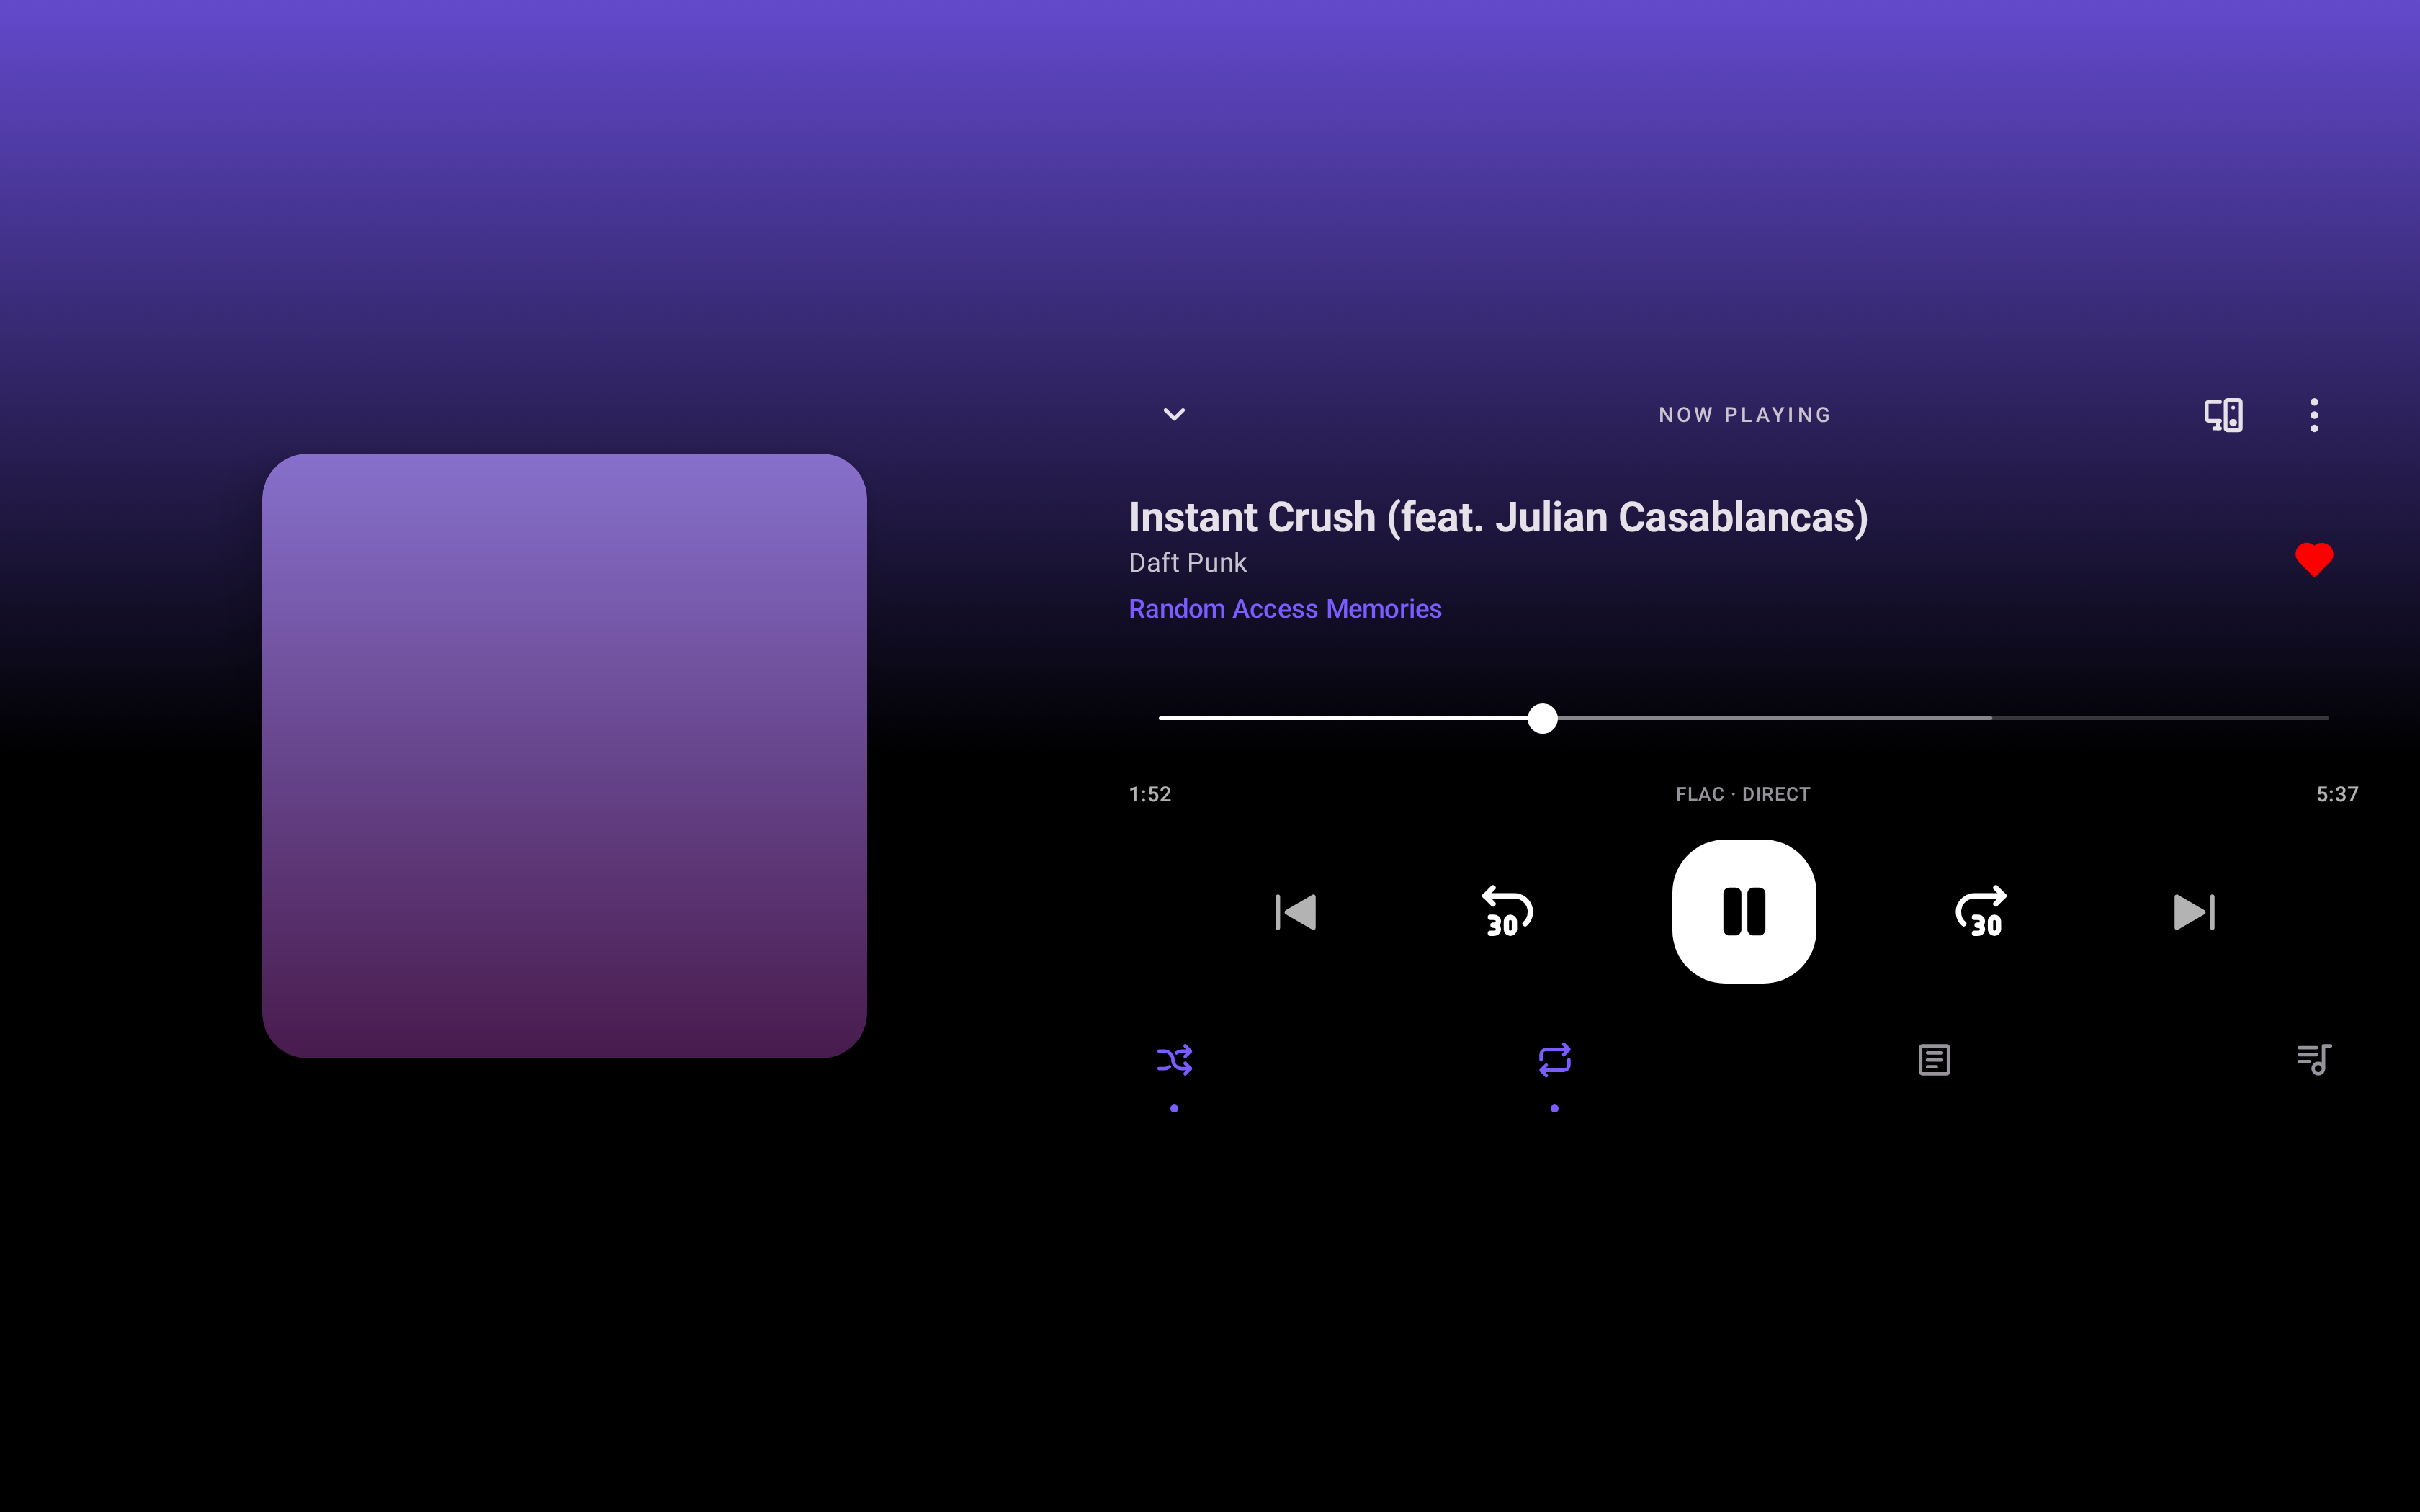 NOW PLAYING
Instant Crush (feat. Julian Casablancas)
Daft Punk
Random Access Memories
1:52
FLAC · DIRECT
5:37
30
30